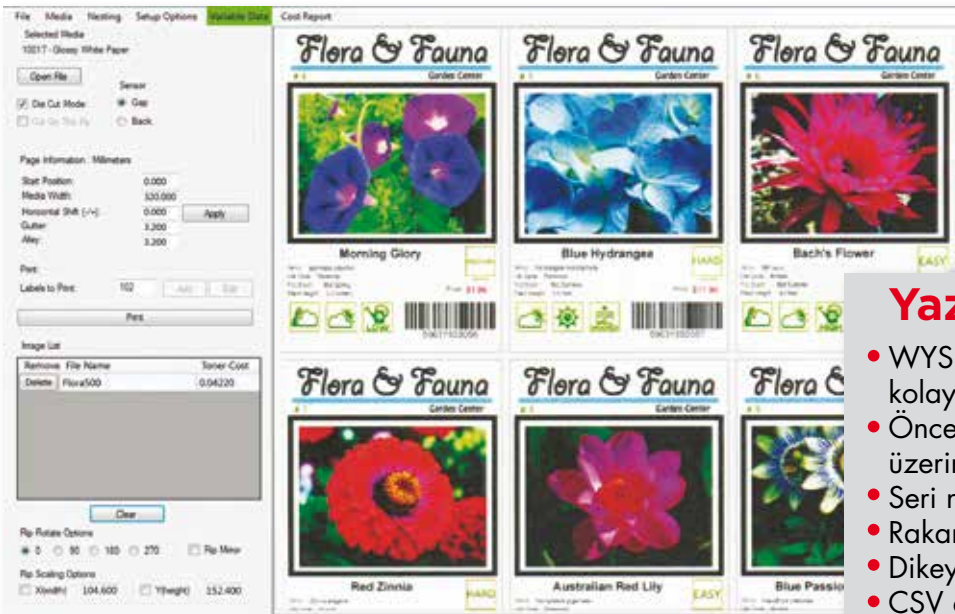 File Media Nesting Setup Options Variable Data Cost Report
Selected Media
10017 - Glossy White Paper
Open File
Sensor
Die Cut Mode Gap
Cut On The Fly Back
Page Information : Millimeters
Start Position: 0.000
Media Width: 320.000
Horizontal Shift (-/+): 0.000 Apply
Gutter: 3.200
Alley: 3.200
Print
Labels to Print: 102 Add Edit
Print
Image List
Remove File Name Toner Cost
Delete Flora500 0.04220
Clear
Rip Rotate Options
0 90 180 270 Rip Mirror
Rip Scaling Options
X(width) 104.600 Y(height) 152.400
Flora & Fauna
Garden Center
Morning Glory
Flora & Fauna
Garden Center
Blue Hydrangea
HARD
Flora & Fauna
Garden Center
Bach's Flower
EASY
Flora & Fauna
Garden Center
Red Zinnia
HARD
Flora & Fauna
Garden Center
Australian Red Lily
EASY
Flora &
Blue Passio
Yaz
• WYS
kolay
• Önce
üzerin
• Seri n
• Rakar
• Dikey
• CSV